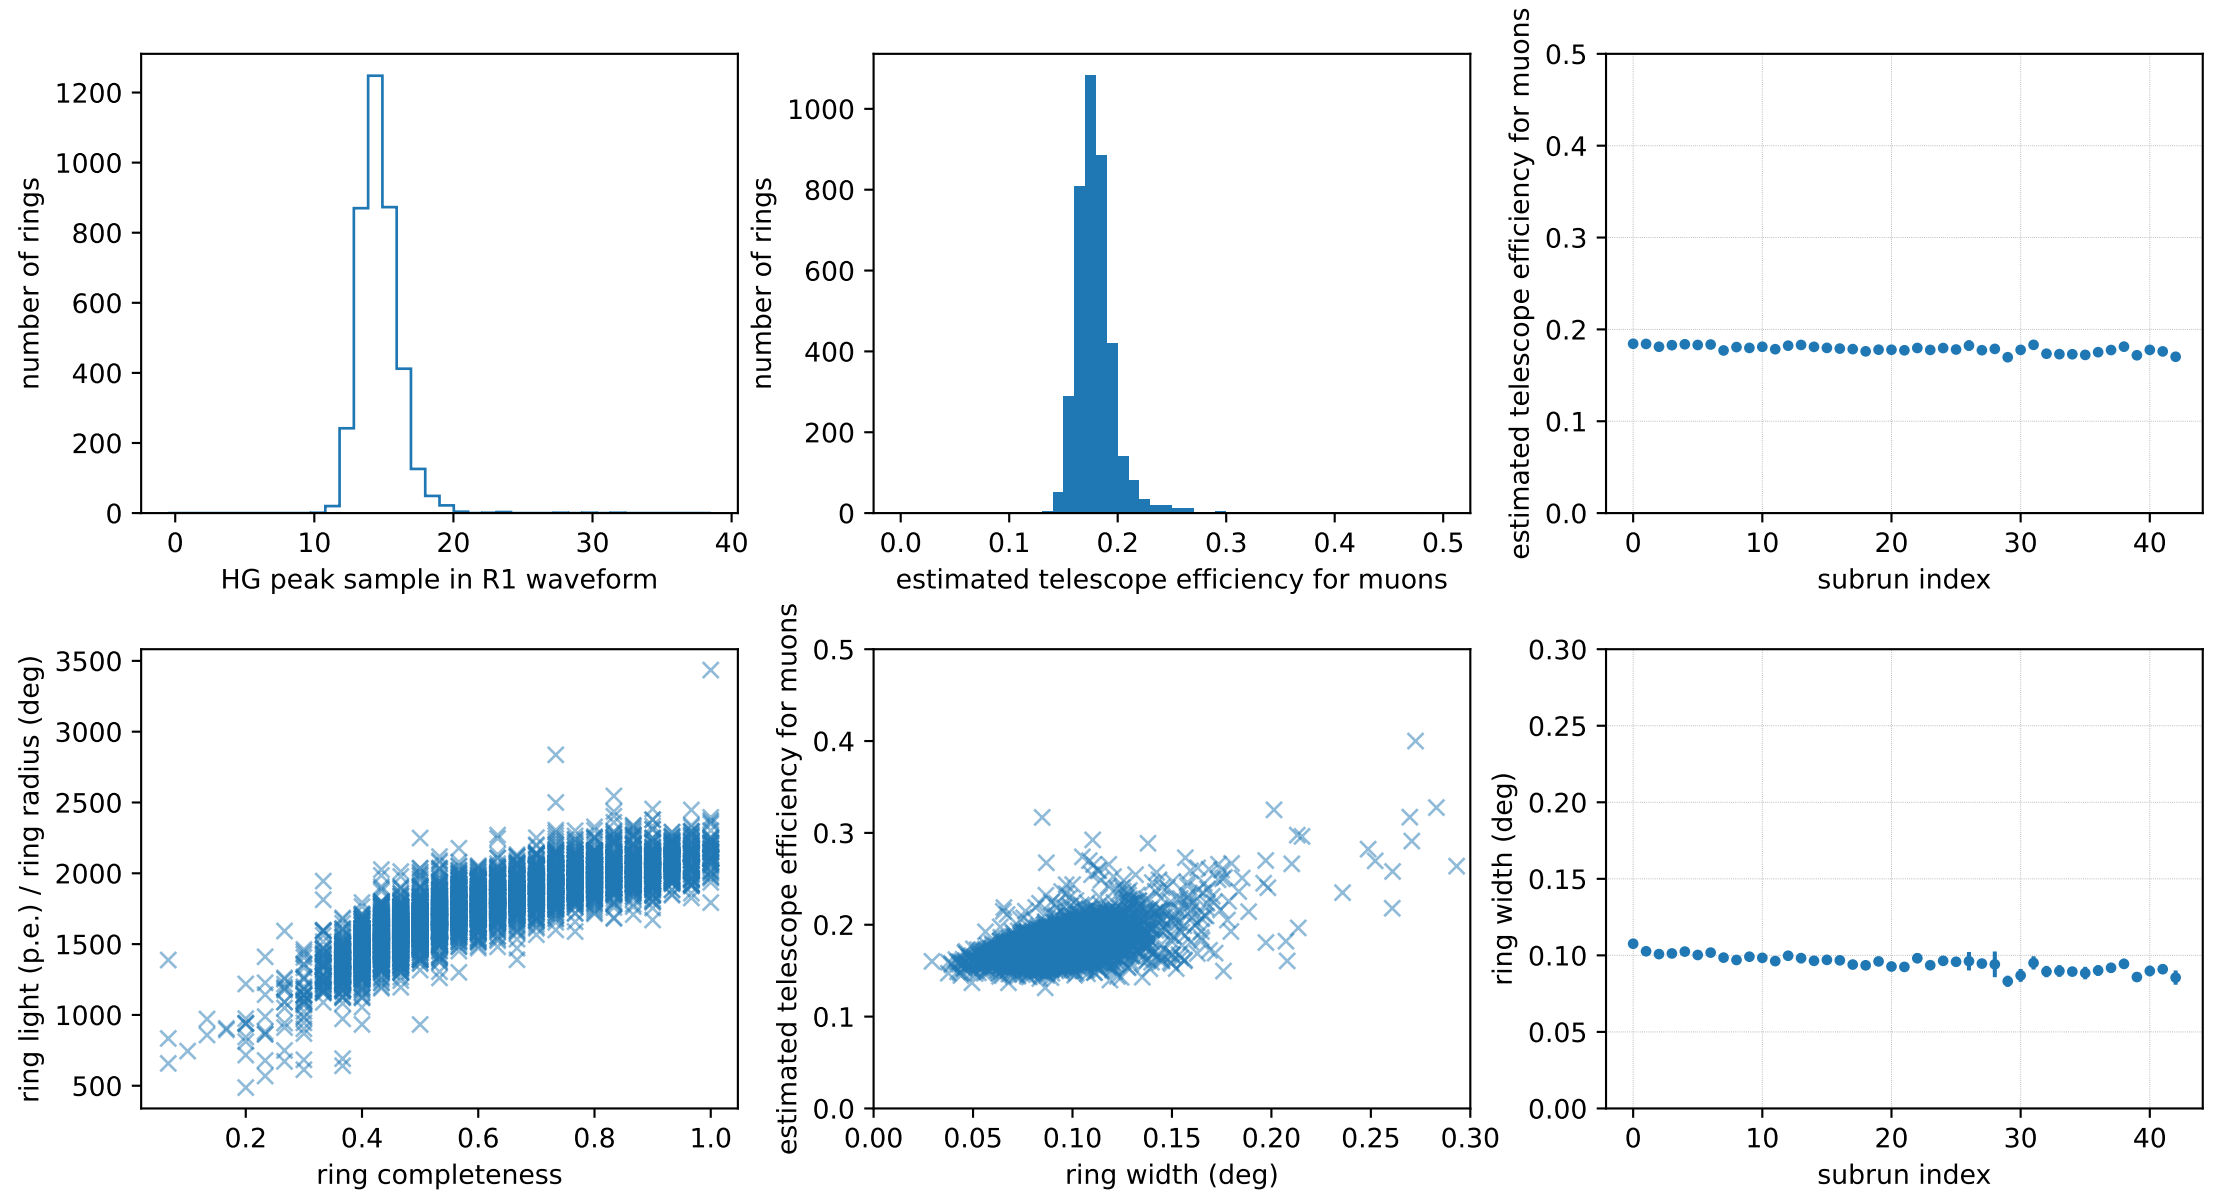 number of rings
1200
1000
800
600
400
200
0
0 10 20 30 40
HG peak sample in R1 waveform
number of rings
1000
800
600
400
200
0
0.0 0.1 0.2 0.3 0.4 0.5
estimated telescope efficiency for muons
estimated telescope efficiency for muons
0.5
0.4
0.3
0.2
0.1
0.0
0 10 20 30 40
subrun index
ring light (p.e.) / ring radius (deg)
3500
3000
2500
2000
1500
1000
500
0.2 0.4 0.6 0.8 1.0
ring completeness
estimated telescope efficiency for muons
0.5
0.4
0.3
0.2
0.1
0.0
0.00 0.05 0.10 0.15 0.20 0.25 0.30
ring width (deg)
ring width (deg)
0.30
0.25
0.20
0.15
0.10
0.05
0.00
0 10 20 30 40
subrun index